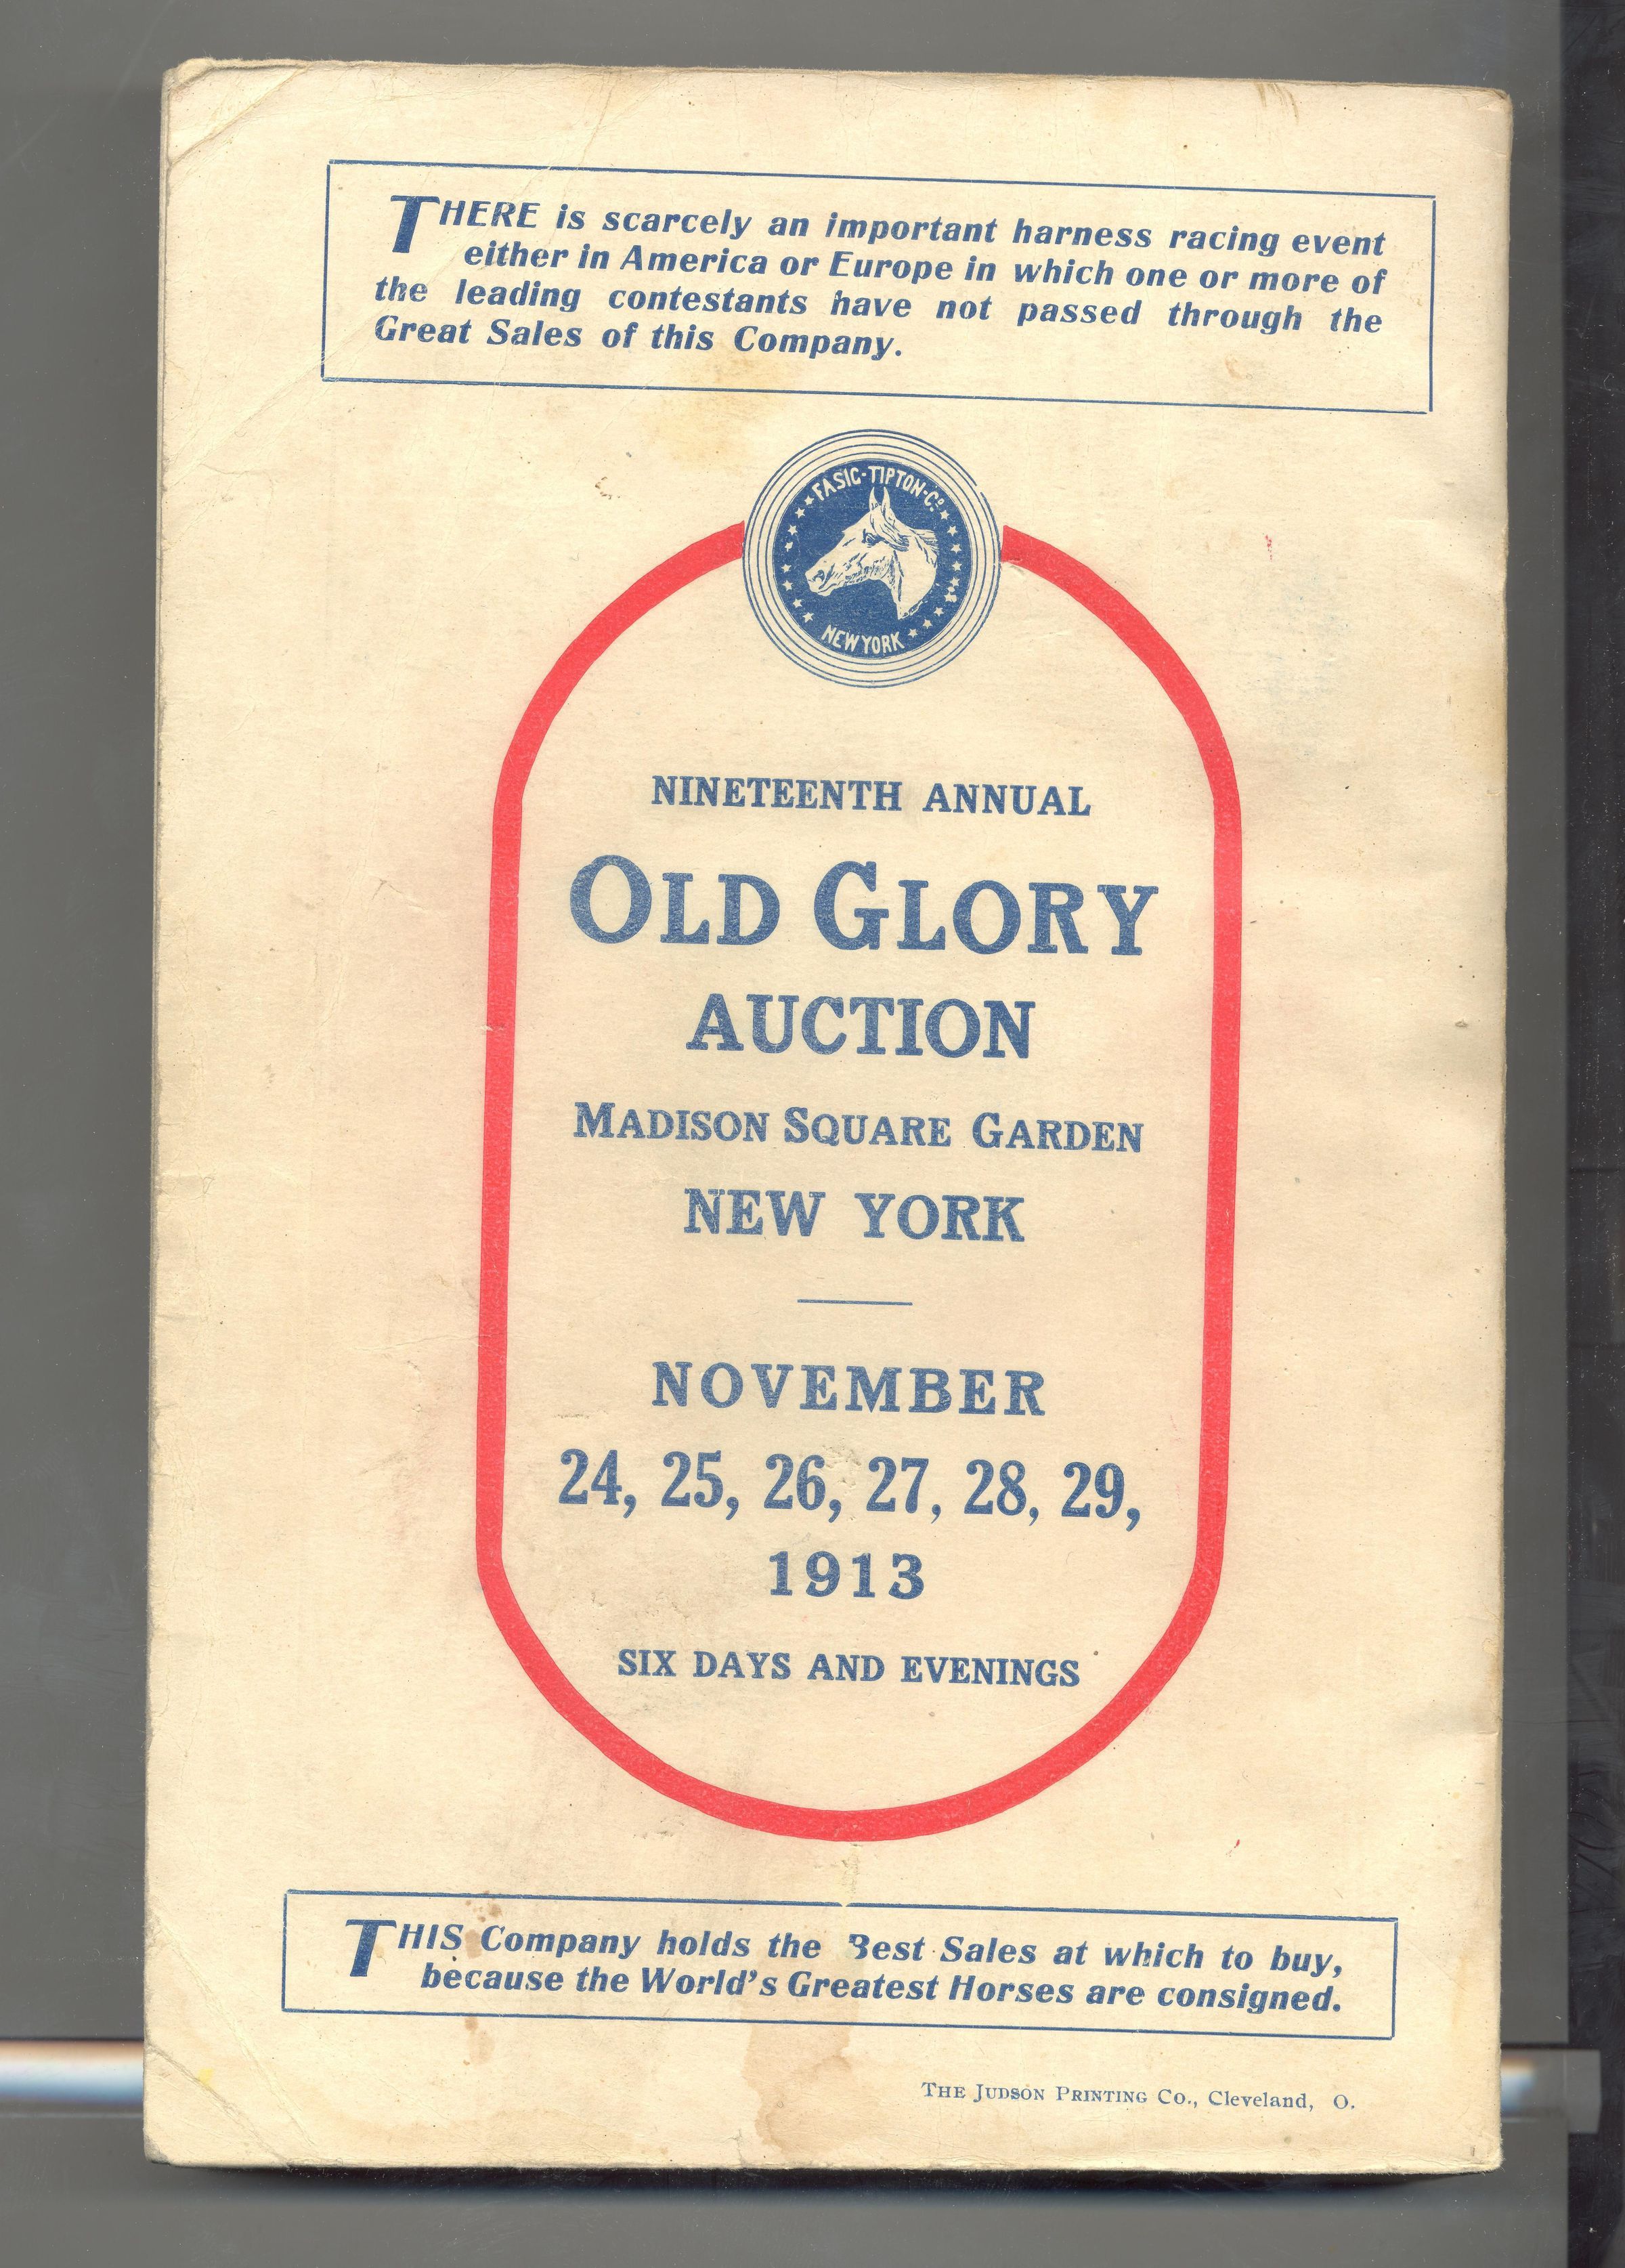 THERE is scarcely an important harness racing event
either in America or Europe in which one or more of
the leading contestants have not passed through the
Great Sales of this Company.
FASIG-TIPTON-Co
NEW YORK
NINETEENTH ANNUAL
OLD GLORY
AUCTION
MADISON SQUARE GARDEN
NEW YORK
NOVEMBER
24, 25, 26, 27, 28, 29,
1913
SIX DAYS AND EVENINGS
THIS Company holds the Best Sales at which to buy,
because the World's Greatest Horses are consigned.
THE JUDSON PRINTING CO., Cleveland, O.